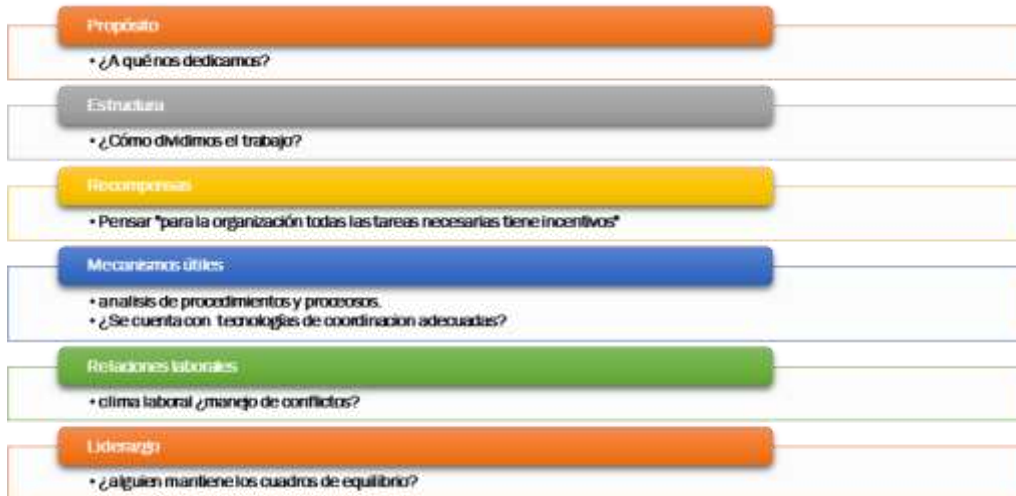 Propósito
• ¿A qué nos dedicamos?
Estructura
• ¿Cómo dividimos el trabajo?
Recompensas
• Pensar "para la organización todas las tareas necesarias tiene incentivos"
Mecanismos útiles
• analisis de procedimientos y proceosos.
• ¿Se cuenta con tecnologías de coordinacion adecuadas?
Relaciones laborales
• clima laboral ¿manejo de conflictos?
Liderazgo
• ¿alguien mantiene los cuadros de equilibrio?